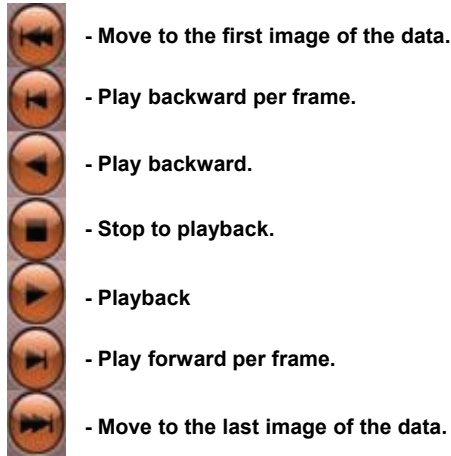 - Move to the first image of the data.
- Play backward per frame.
- Play backward.
- Stop to playback.
- Playback
- Play forward per frame.
- Move to the last image of the data.